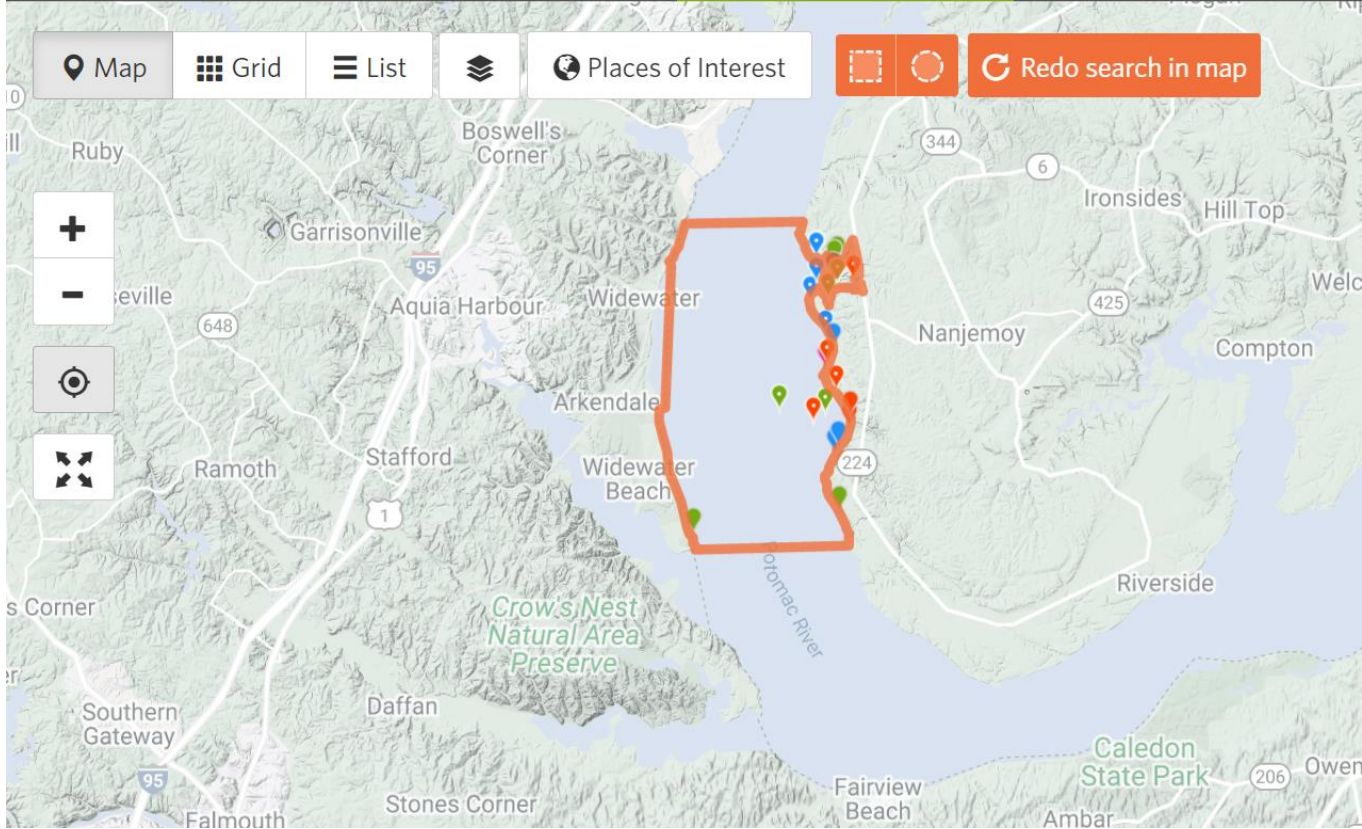 Map
Grid
List
Places of Interest
Redo search in map
Ruby
Boswell's
Corner
344
6
Ironsides
Hill Top
Garrisonville
95
seville
Aquia Harbour
Widewater
425
Welc
648
Nanjemoy
Compton
Arkendale
Ramoth
Stafford
Widewater
Beach
224
1
Potomac River
Riverside
s Corner
Crow's Nest
Natural Area
Preserve
Southern
Gateway
Daffan
95
Caledon
State Park
206
Owen
Fairview
Beach
Stones Corner
Falmouth
Ambar